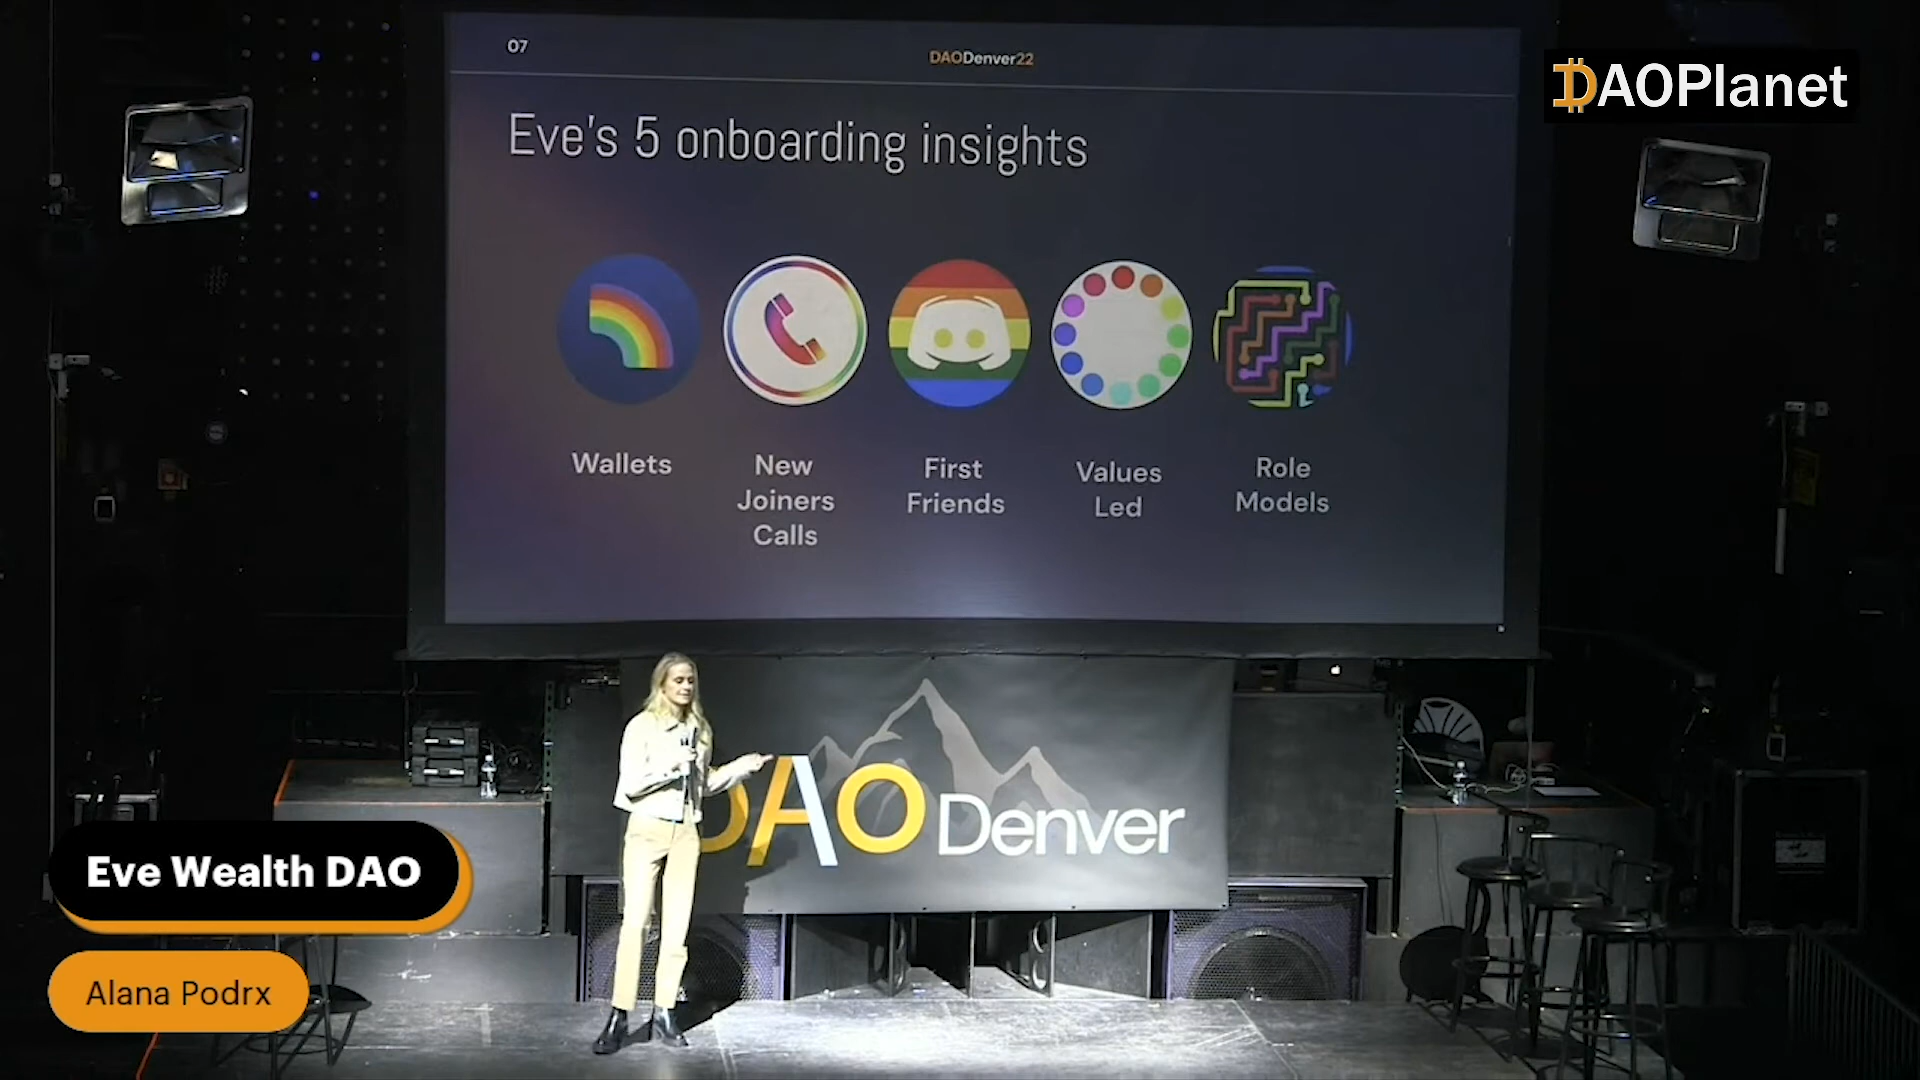 07
DAODenver22
DAOPlanet
Eve's 5 onboarding insights
Wallets
New
Joiners
Calls
First
Friends
Values
Led
Role
Models
DAO Denver
Eve Wealth DAO
Alana Podrx